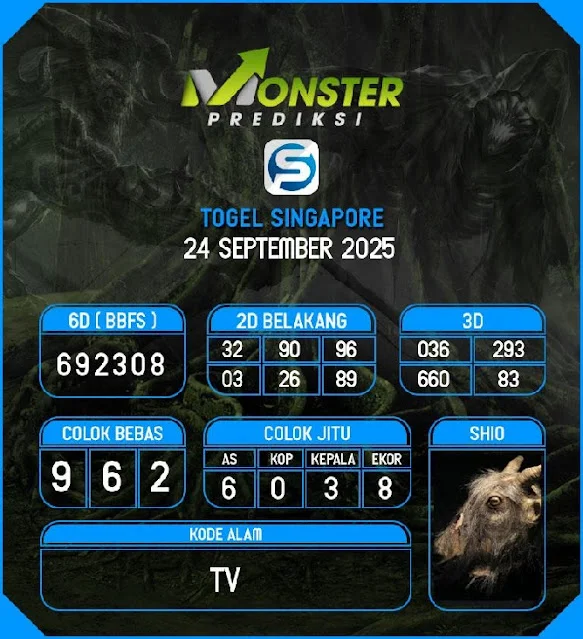 MONSTER
PREDIKSI
S
TOGEL SINGAPORE
24 SEPTEMBER 2025
6D ( BBFS )
692308
2D BELAKANG
32 90 96
03 26 89
3D
036 293
660 83
COLOK BEBAS
9 6 2
COLOK JITU
AS KOP KEPALA EKOR
6 0 3 8
SHIO
KODE ALAM
TV